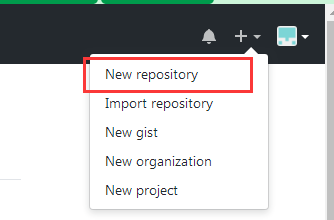 New repository
Import repository
New gist
New organization
New project